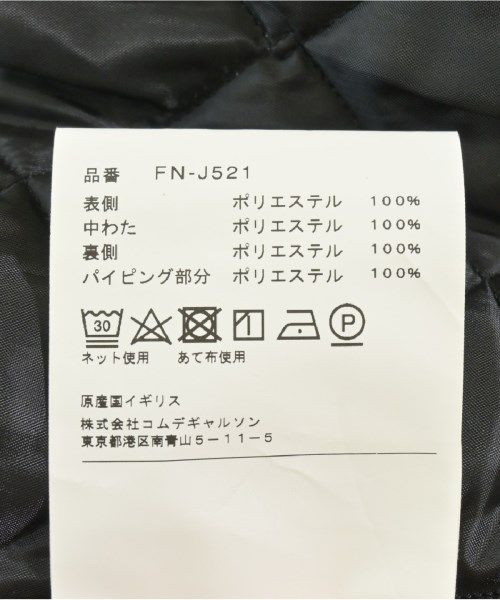 品番 FN-J521
表側 ポリエステル 100%
中わた ポリエステル 100%
裏側 ポリエステル 100%
パイピング部分 ポリエステル 100%
30 P
ネット使用 あて布使用
原産国イギリス
株式会社コムデギャルソン
東京都港区南青山5-11-5